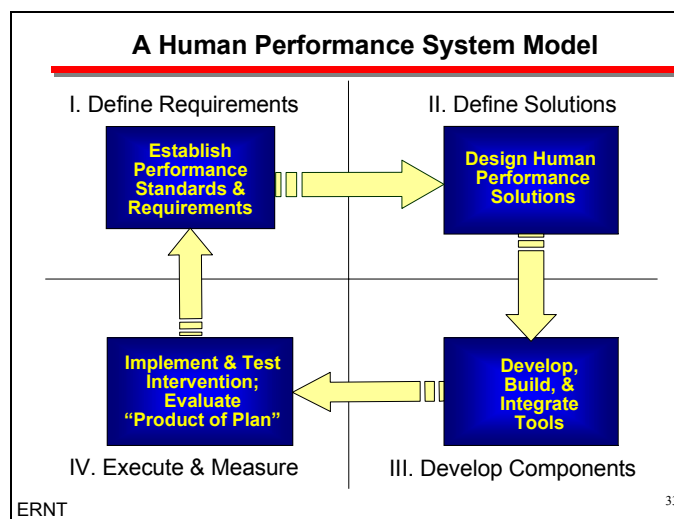 A Human Performance System Model
I. Define Requirements
II. Define Solutions
Establish
Performance
Standards &
Requirements
Design Human
Performance
Solutions
Implement & Test
Intervention;
Evaluate
“Product of Plan”
Develop,
Build, &
Integrate
Tools
IV. Execute & Measure
III. Develop Components
ERNT